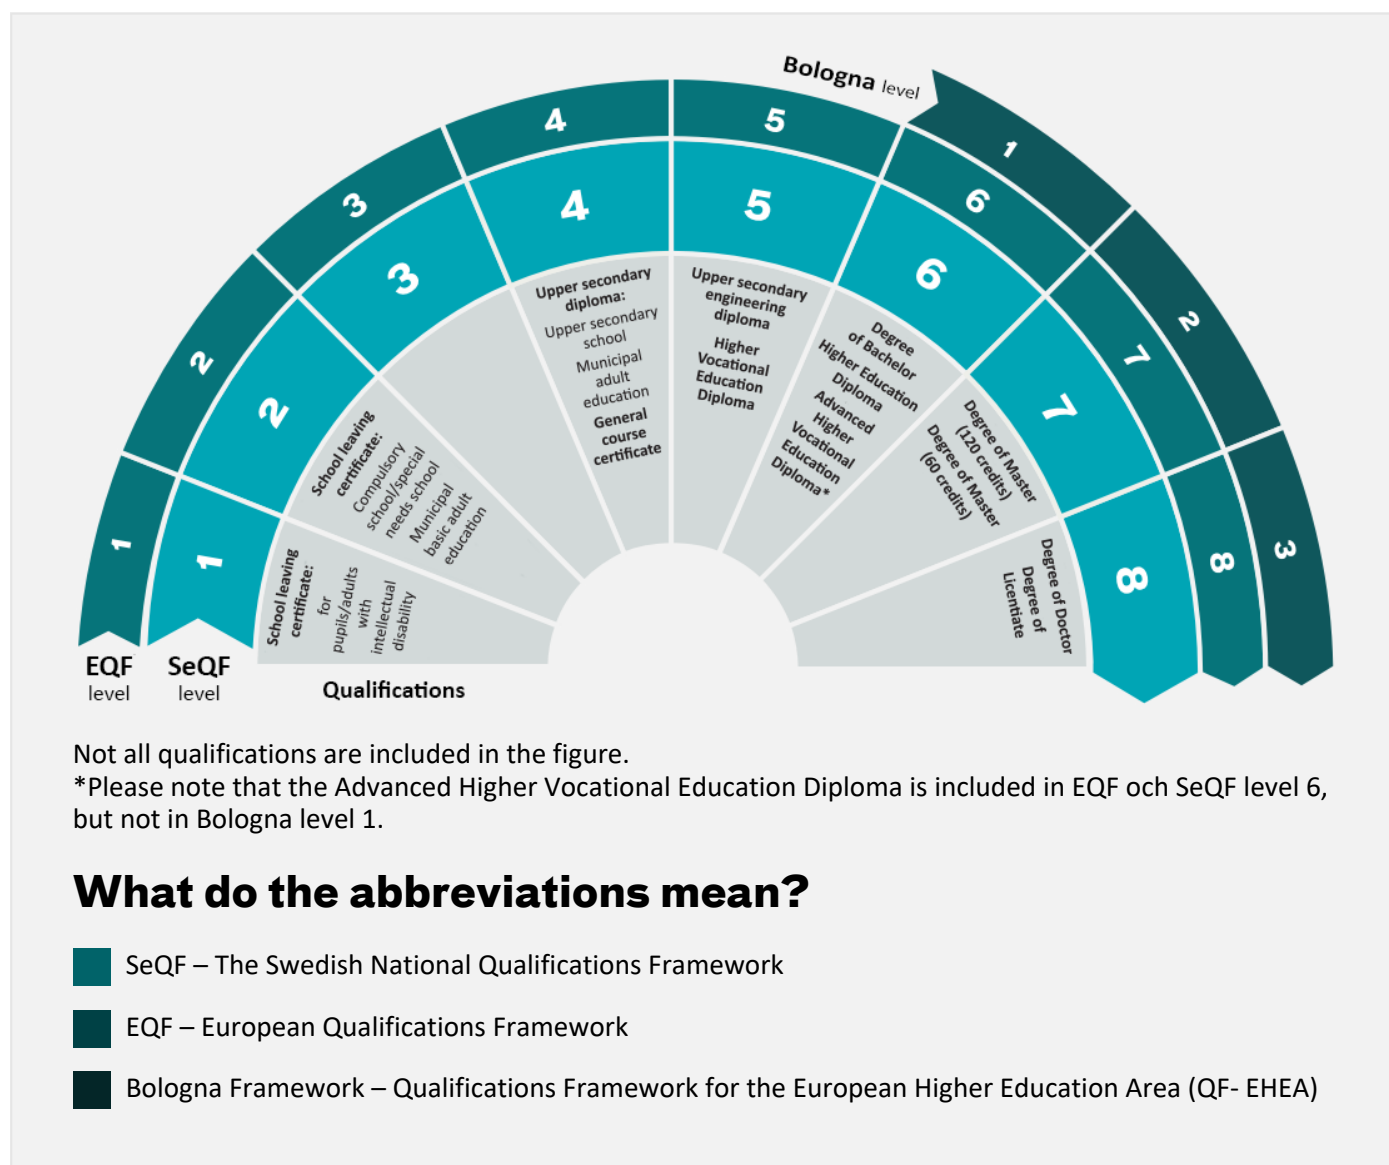 Bologna level
1
2
3
1
2
3
4
5
6
7
8
1
2
3
4
5
6
7
8
School leaving
certificate:
for
pupils/adults
with
intellectual
disability
School leaving
certificate:
Compulsory
school/special
needs school
Municipal
basic adult
education
Upper secondary
diploma:
Upper secondary
school
Municipal
adult
education
General
course
certificate
Upper secondary
engineering
diploma
Higher
Vocational
Education
Diploma
Degree
of Bachelor
Higher Education
Diploma
Advanced
Higher
Vocational
Education
Diploma*
Degree of Master
(120 credits)
Degree of Master
(60 credits)
Degree of Doctor
Degree of
Licentiate
EQF
level
SeQF
level
Qualifications
Not all qualifications are included in the figure.
*Please note that the Advanced Higher Vocational Education Diploma is included in EQF och SeQF level 6,
but not in Bologna level 1.
What do the abbreviations mean?
SeQF – The Swedish National Qualifications Framework
EQF – European Qualifications Framework
Bologna Framework – Qualifications Framework for the European Higher Education Area (QF- EHEA)